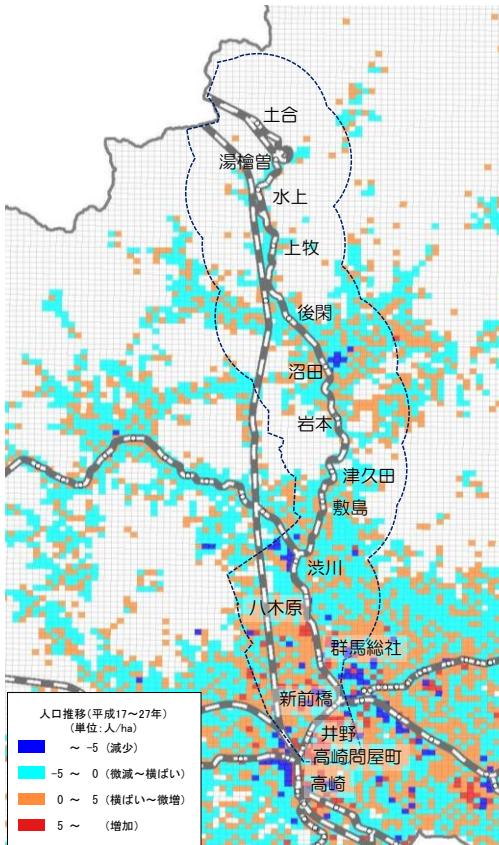 土合
湯檜曽
水上
上牧
後閑
沼田
岩本
津久田
敷島
渋川
八木原
群馬総社
新前橋
井野
高崎問屋町
高崎
人口推移(平成17~27年)
(単位:人/ha)
~ -5 (減少)
-5 ~ 0 (微減~横ばい)
0 ~ 5 (横ばい~微増)
5 ~ (増加)